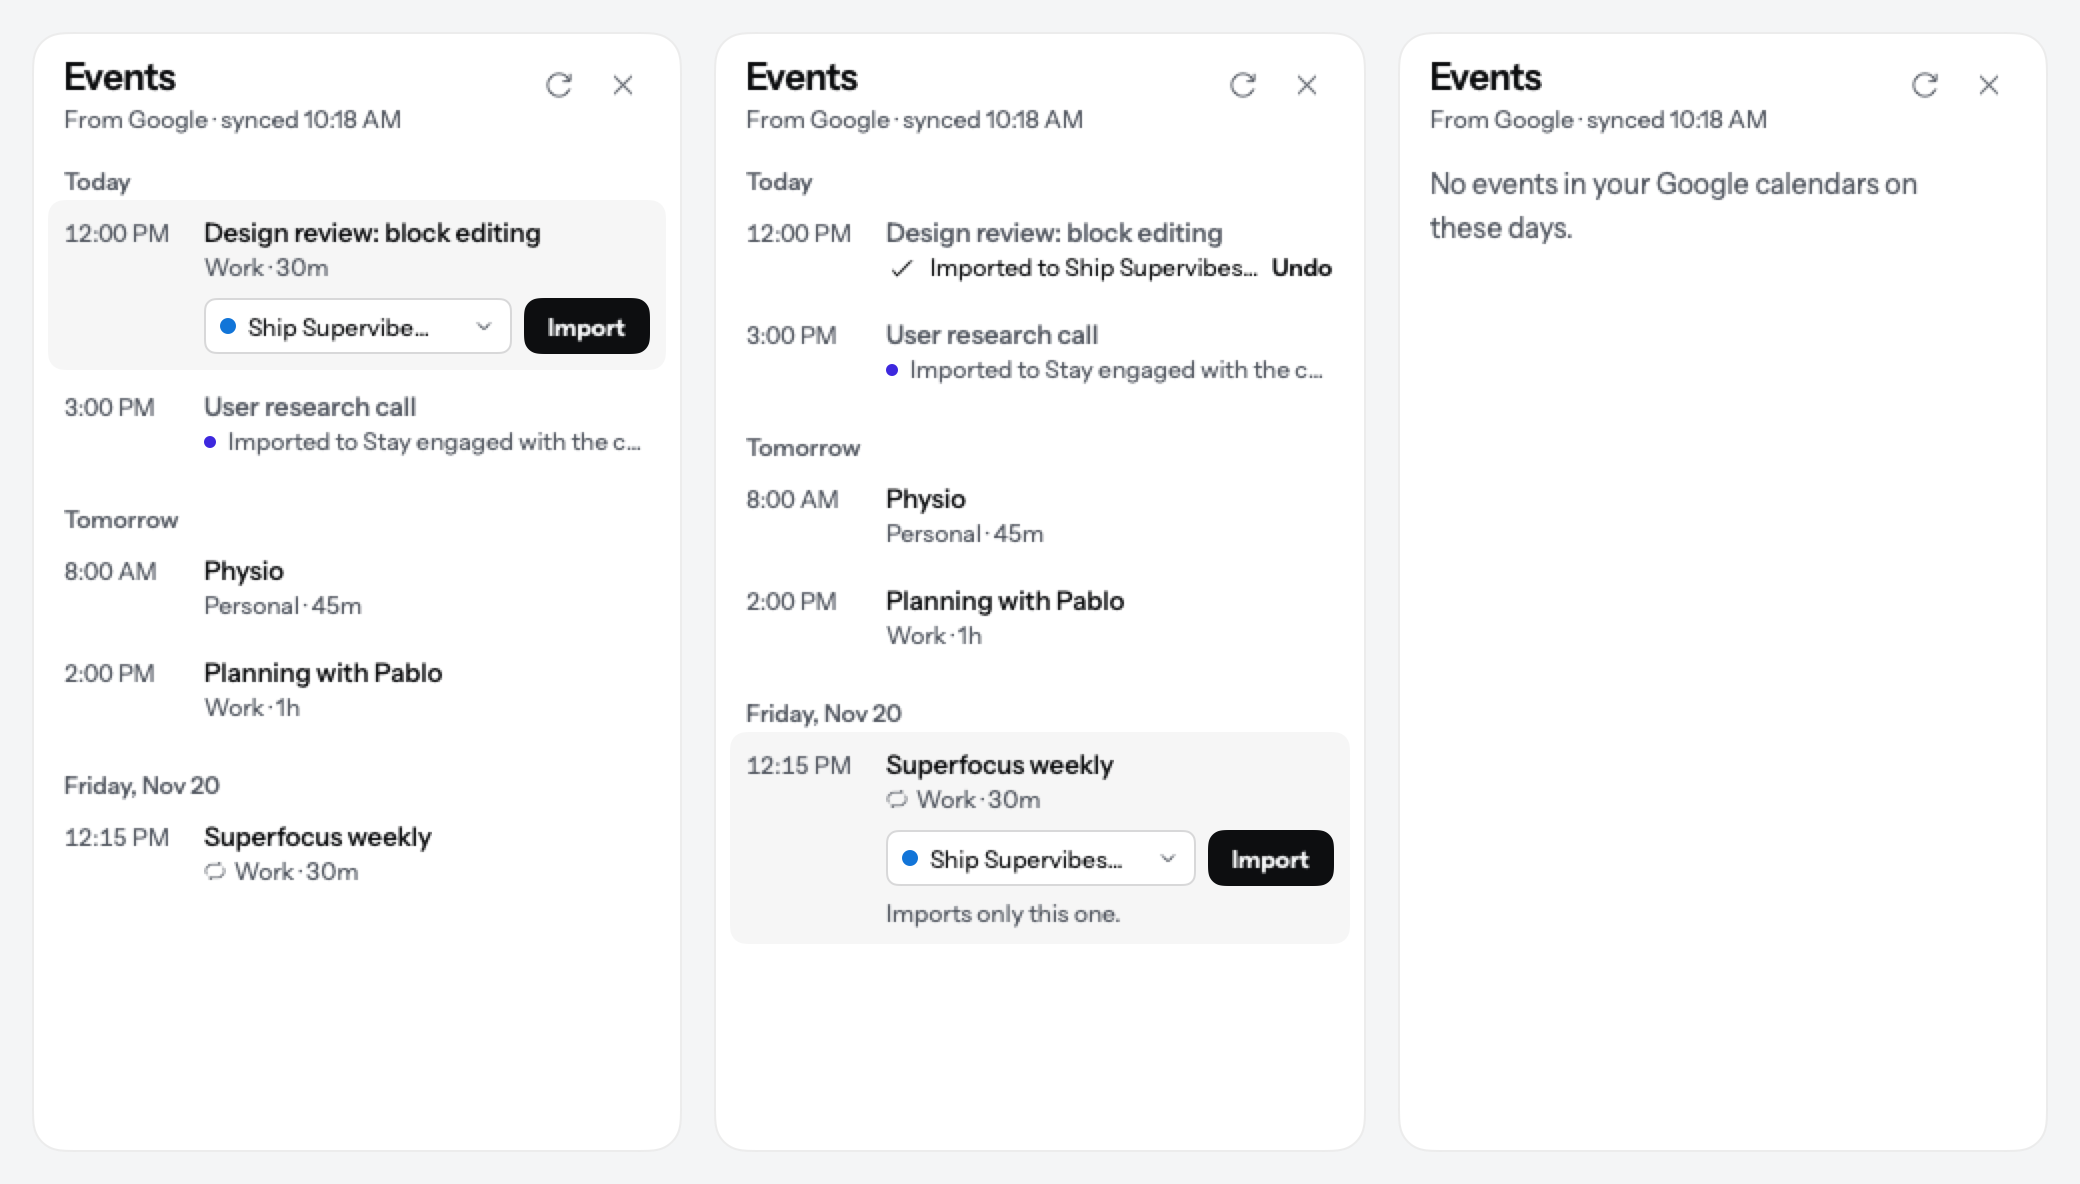 Events
From Google · synced 10:18 AM
Today
12:00 PM Design review: block editing
Work · 30m
Ship Supervibe... Import
3:00 PM User research call
Imported to Stay engaged with the c...
Tomorrow
8:00 AM Physio
Personal · 45m
2:00 PM Planning with Pablo
Work · 1h
Friday, Nov 20
12:15 PM Superfocus weekly
Work · 30m
Events
From Google · synced 10:18 AM
Today
12:00 PM Design review: block editing
Imported to Ship Supervibes... Undo
3:00 PM User research call
Imported to Stay engaged with the c...
Tomorrow
8:00 AM Physio
Personal · 45m
2:00 PM Planning with Pablo
Work · 1h
Friday, Nov 20
12:15 PM Superfocus weekly
Work · 30m
Ship Supervibes... Import
Imports only this one.
Events
From Google · synced 10:18 AM
No events in your Google calendars on
these days.